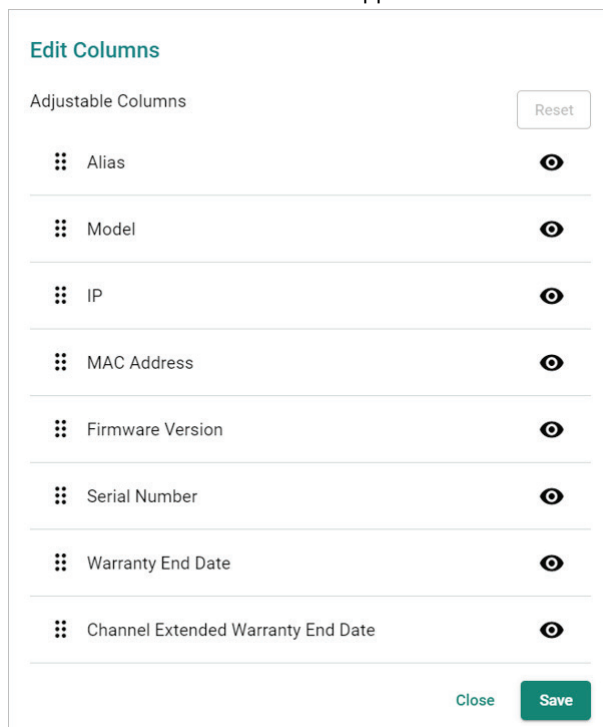 Edit Columns
Adjustable Columns
Reset
Alias
Model
IP
MAC Address
Firmware Version
Serial Number
Warranty End Date
Channel Extended Warranty End Date
Close Save